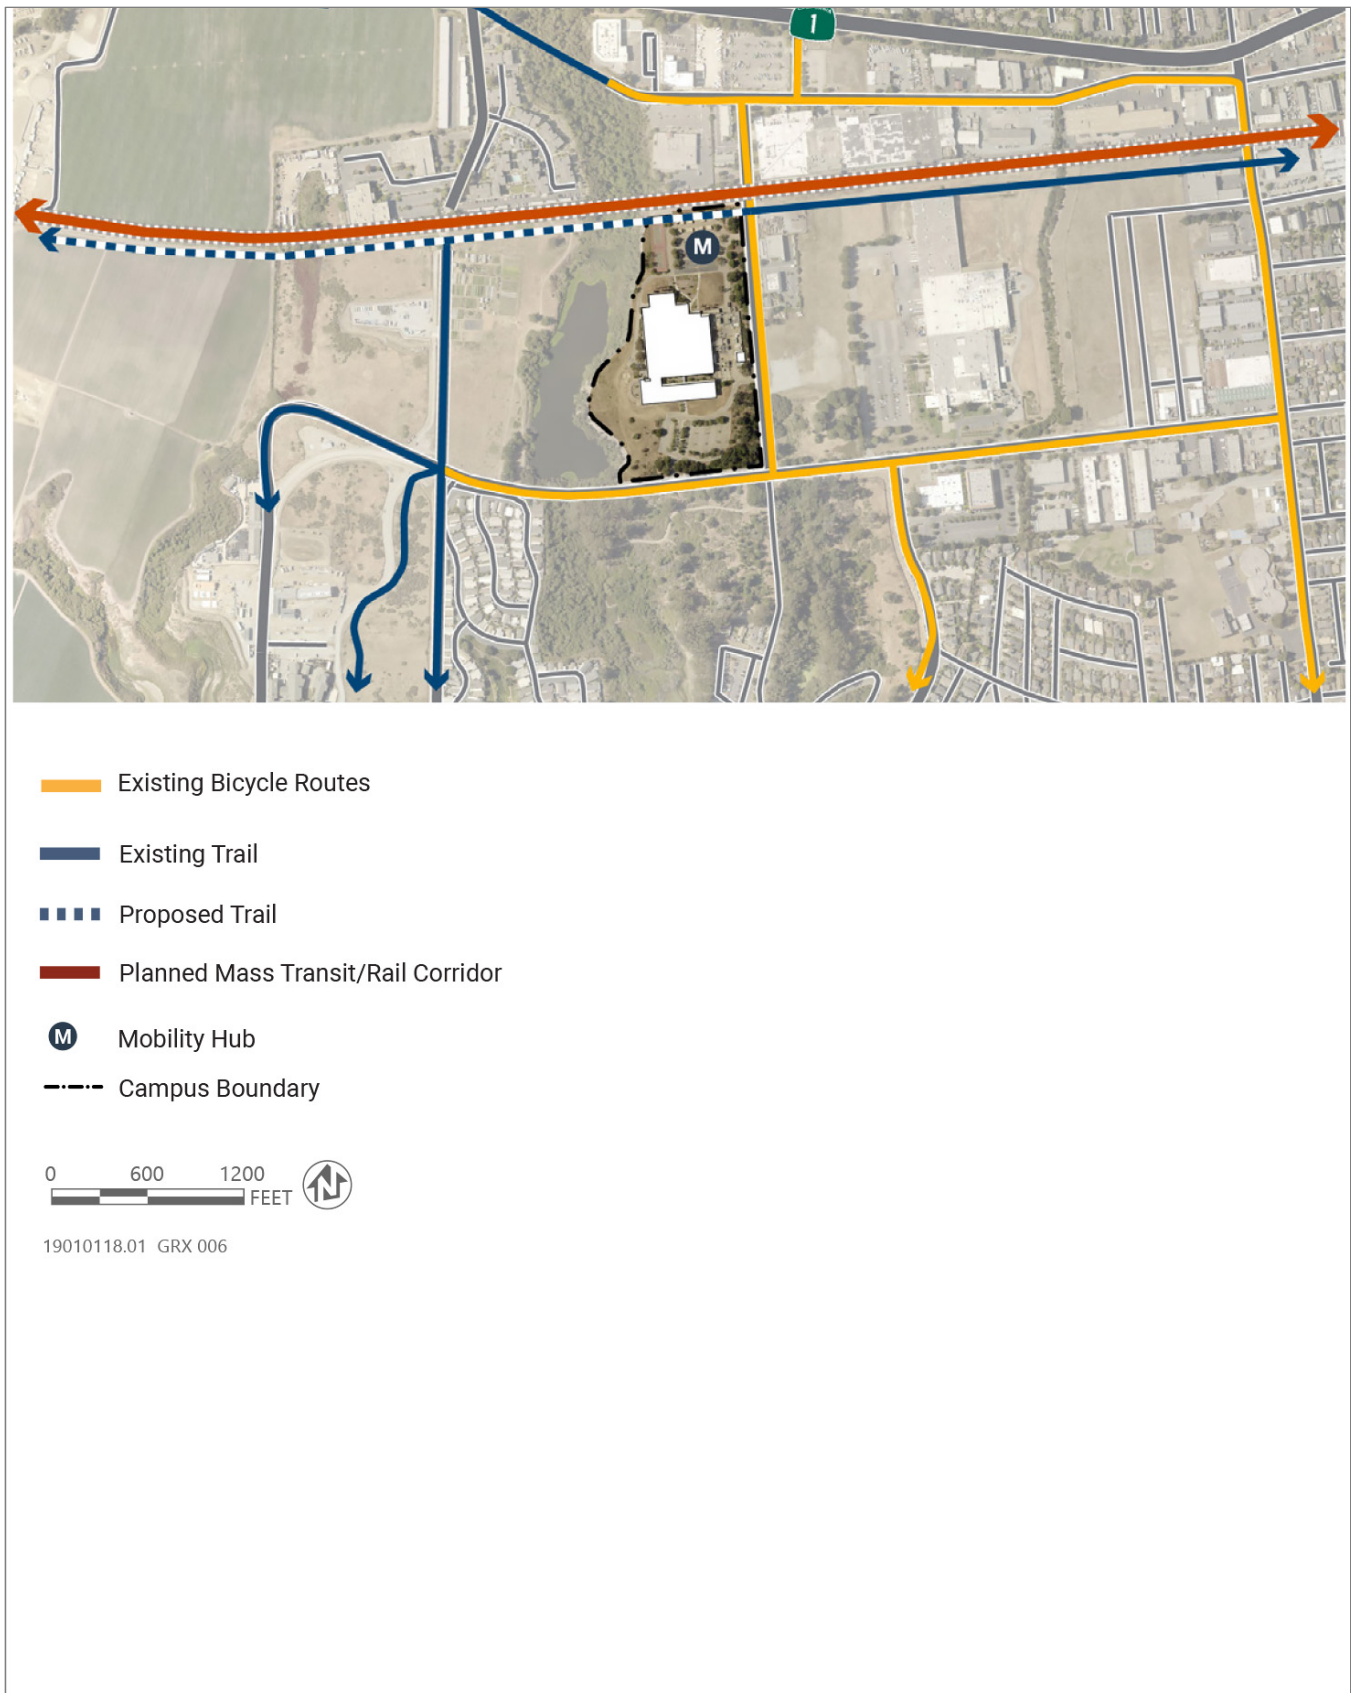 1
M
Existing Bicycle Routes
Existing Trail
Proposed Trail
Planned Mass Transit/Rail Corridor
M Mobility Hub
Campus Boundary
0 600 1200
FEET N
19010118.01 GRX 006